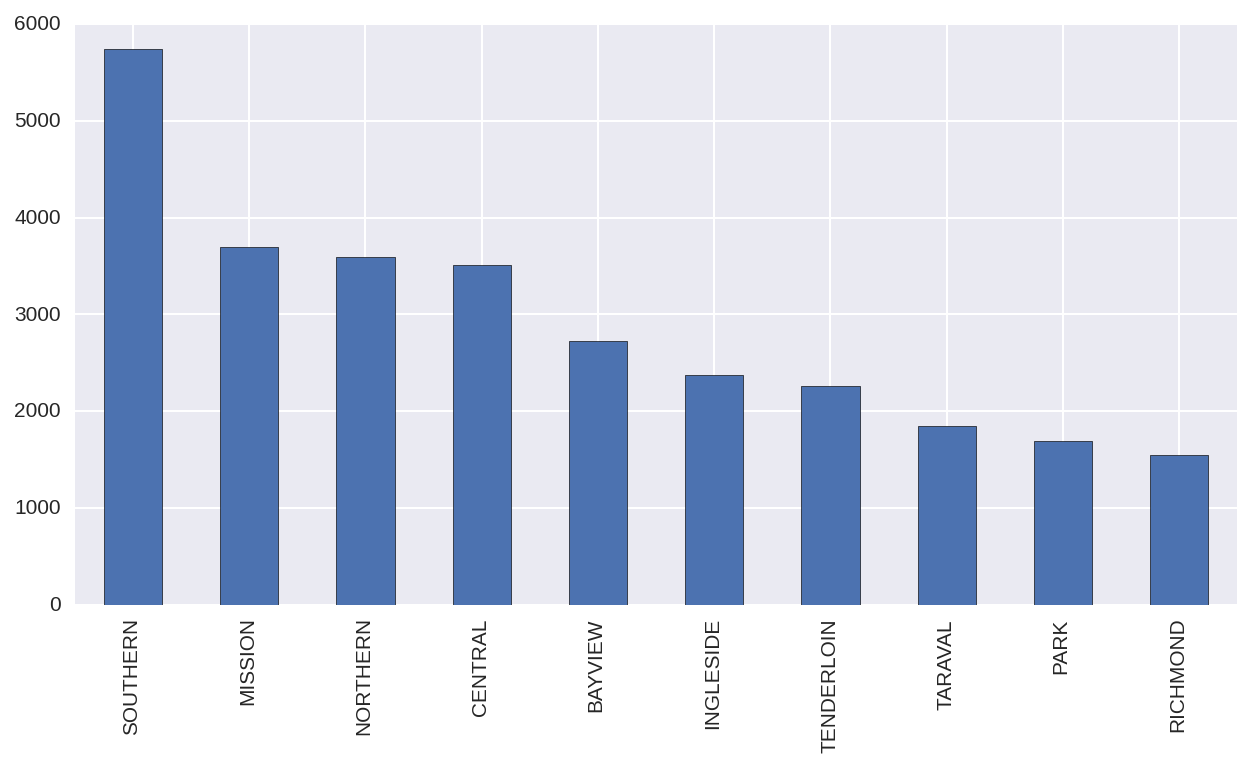 6000
5000
4000
3000
2000
1000
0
SOUTHERN
MISSION
NORTHERN
CENTRAL
BAYVIEW
INGLESIDE
TENDERLOIN
TARAVAL
PARK
RICHMOND